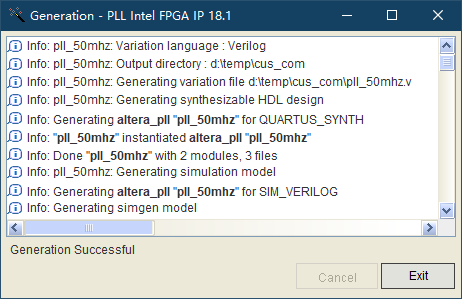 Generation - PLL Intel FPGA IP 18.1
Info: pll_50mhz: Variation language : Verilog
Info: pll_50mhz: Output directory : d:\temp\cus_com
Info: pll_50mhz: Generating variation file d:\temp\cus_com\pll_50mhz.v
Info: pll_50mhz: Generating synthesizable HDL design
Info: Generating altera_pll "pll_50mhz" for QUARTUS_SYNTH
Info: "pll_50mhz" instantiated altera_pll "pll_50mhz"
Info: Done "pll_50mhz" with 2 modules, 3 files
Info: pll_50mhz: Generating simulation model
Info: Generating altera_pll "pll_50mhz" for SIM_VERILOG
Info: Generating simgen model
Generation Successful
Cancel Exit